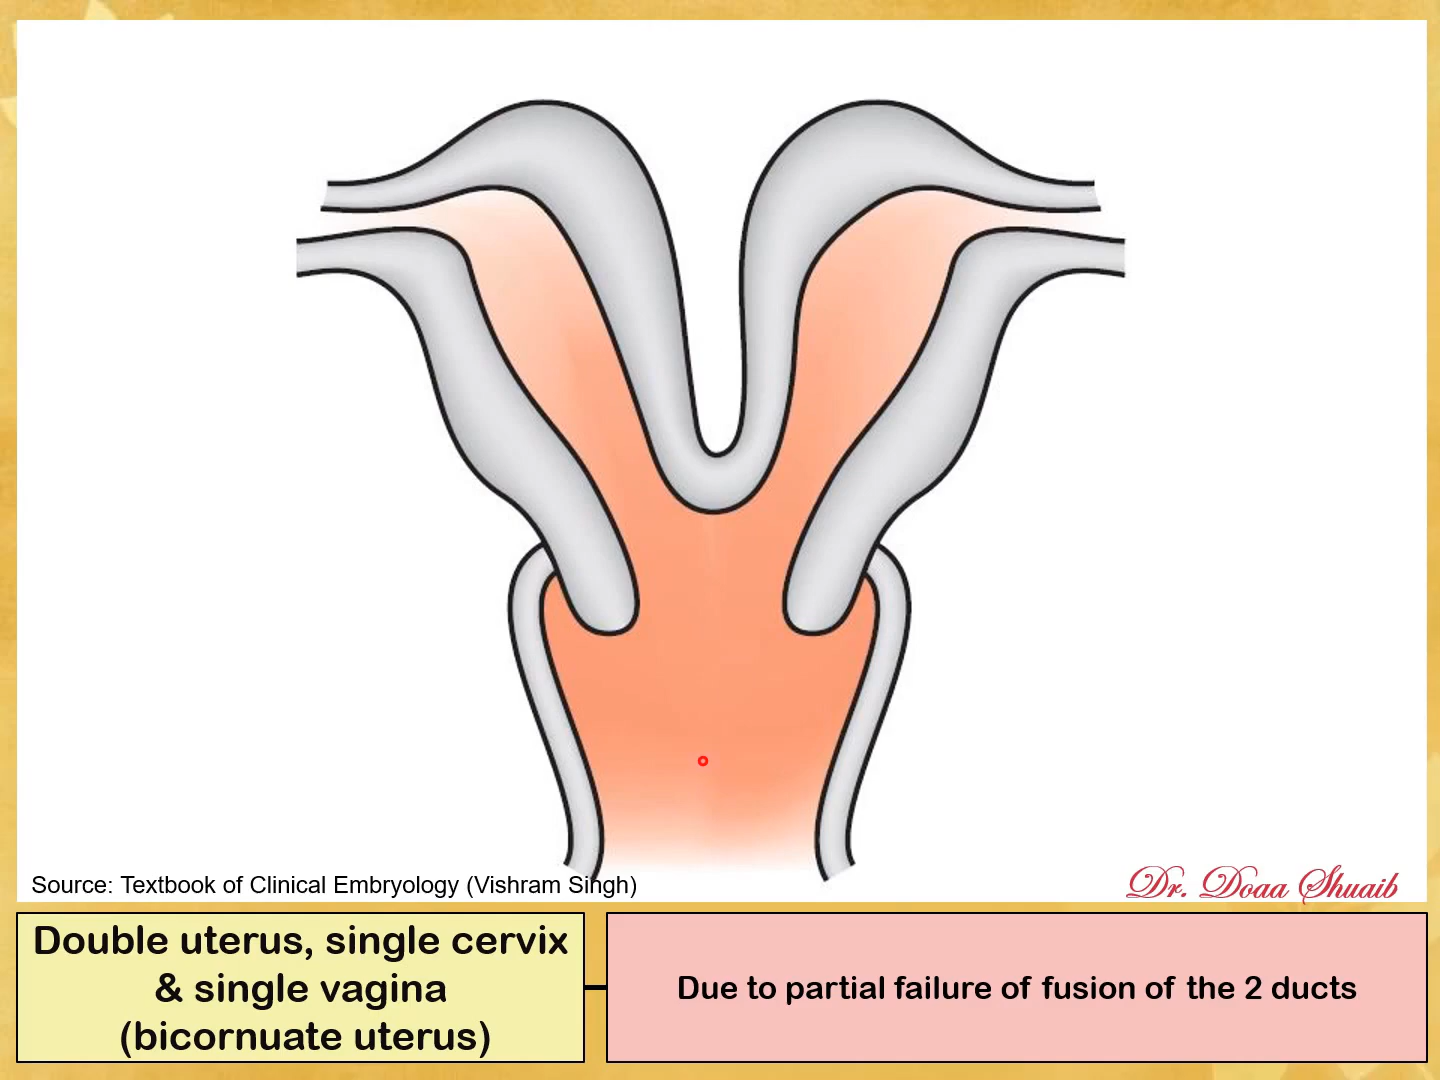 Source: Textbook of Clinical Embryology (Vishram Singh)
Dr. Doaa Shuaib
Double uterus, single cervix
& single vagina
(bicornuate uterus)
Due to partial failure of fusion of the 2 ducts